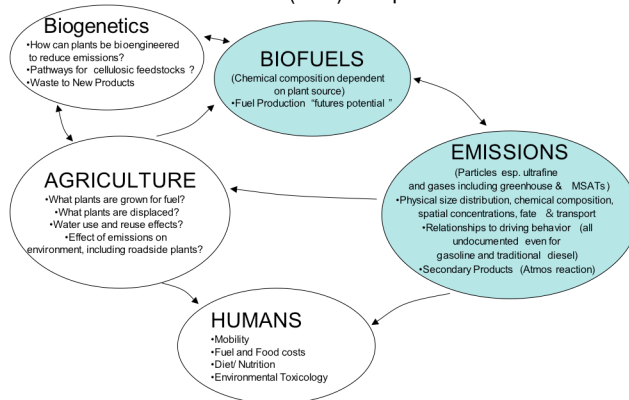 Biogenetics
•How can plants be bioengineered
to reduce emissions?
•Pathways for cellulosic feedstocks ?
•Waste to New Products
BIOFUELS
(Chemical composition dependent
on plant source)
•Fuel Production "futures potential "
EMISSIONS
(Particles esp. ultrafine
and gases including greenhouse & MSATs)
•Physical size distribution, chemical composition,
spatial concentrations, fate & transport
•Relationships to driving behavior (all
undocumented even for
gasoline and traditional diesel)
•Secondary Products (Atmos reaction)
AGRICULTURE
•What plants are grown for fuel?
•What plants are displaced?
•Water use and reuse effects?
•Effect of emissions on
environment, including roadside plants?
HUMANS
•Mobility
•Fuel and Food costs
•Diet/ Nutrition
•Environmental Toxicology